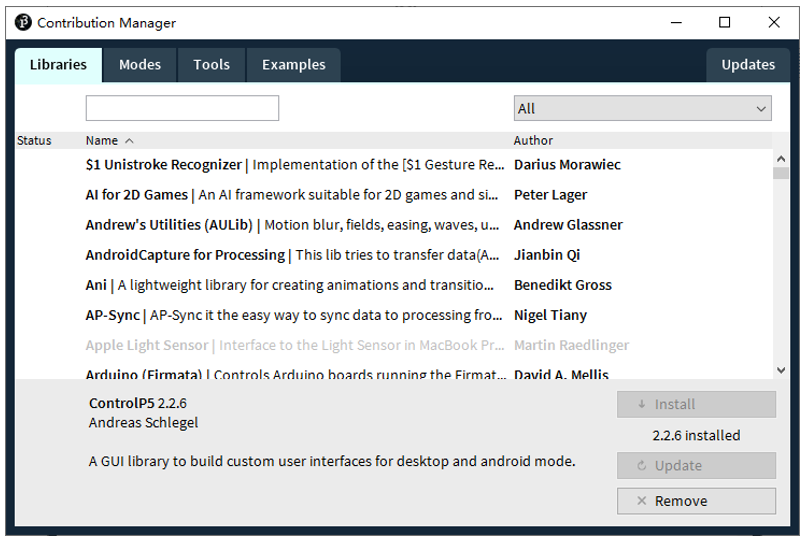 Contribution Manager
Libraries Modes Tools Examples Updates
All
Status Name Author
$1 Unistroke Recognizer | Implementation of the [$1 Gesture Re... Darius Morawiec
AI for 2D Games | An AI framework suitable for 2D games and si... Peter Lager
Andrew's Utilities (AULib) | Motion blur, fields, easing, waves, u... Andrew Glassner
AndroidCapture for Processing | This lib tries to transfer data(A... Jianbin Qi
Ani | A lightweight library for creating animations and transitio... Benedikt Gross
AP-Sync | AP-Sync it the easy way to sync data to processing fro... Nigel Tiany
Apple Light Sensor | Interface to the Light Sensor in MacBook Pr... Martin Raedlinger
Arduino (Firmata) | Controls Arduino boards running the Firmat... David A. Mellis
ControlP5 2.2.6
Andreas Schlegel
A GUI library to build custom user interfaces for desktop and android mode.
Install
2.2.6 installed
Update
Remove